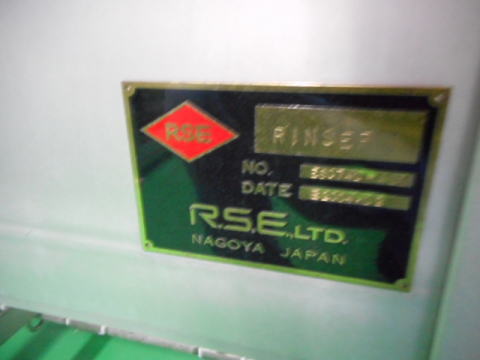 RSE
RINSER
NO.
DATE
R.S.E.,LTD.
NAGOYA JAPAN